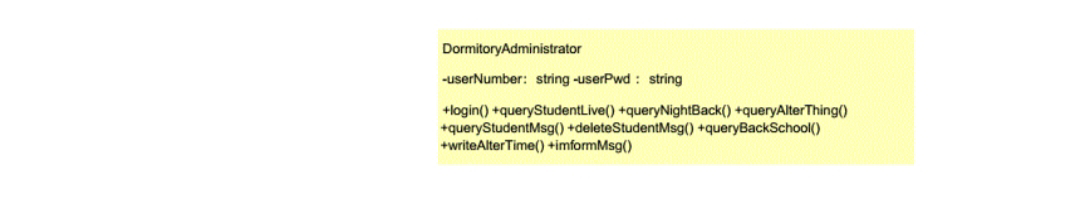 DormitoryAdministrator
-userNumber: string -userPwd : string
+login() +queryStudentLive() +queryNightBack() +queryAlterThing()
+queryStudentMsg() +deleteStudentMsg() +queryBackSchool()
+writeAlterTime() +imformMsg()